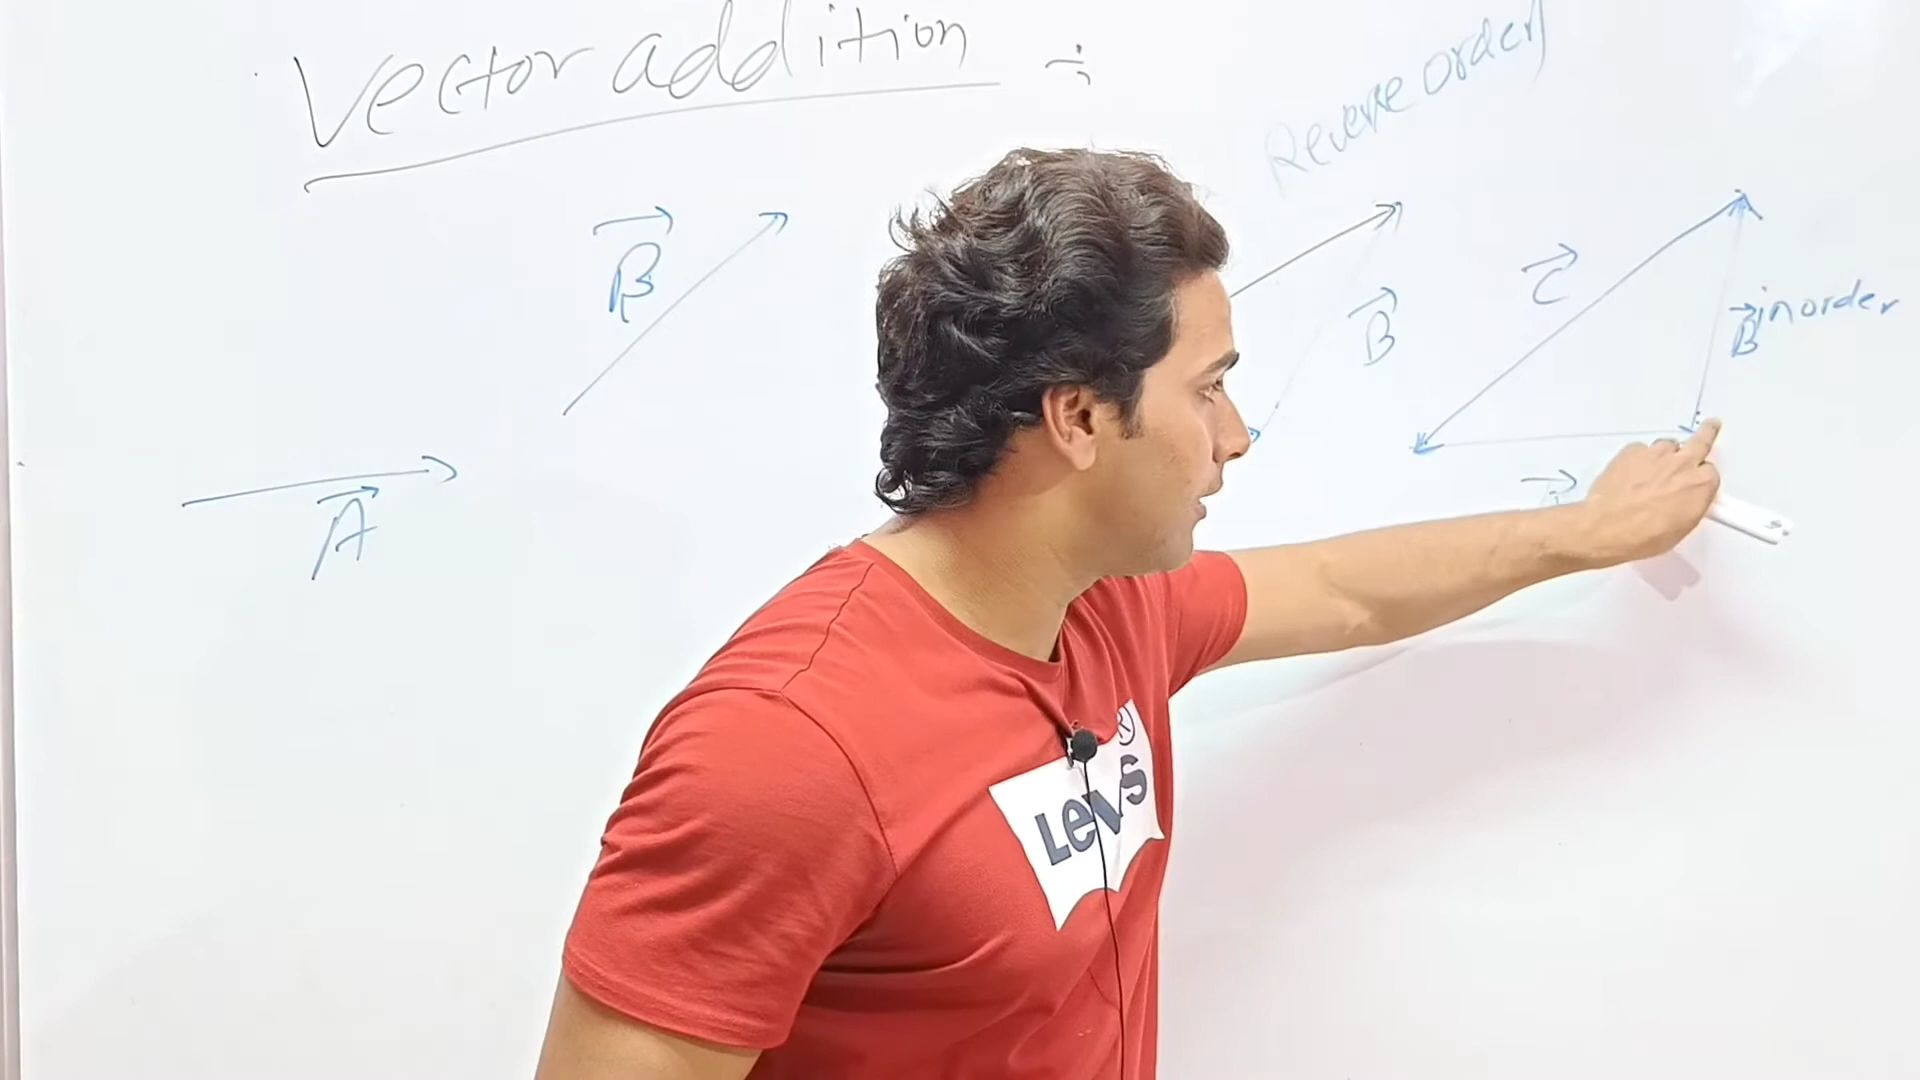 Vector addition ÷
Reverse order
B
B
C
B in order
A
LEVI'S
R